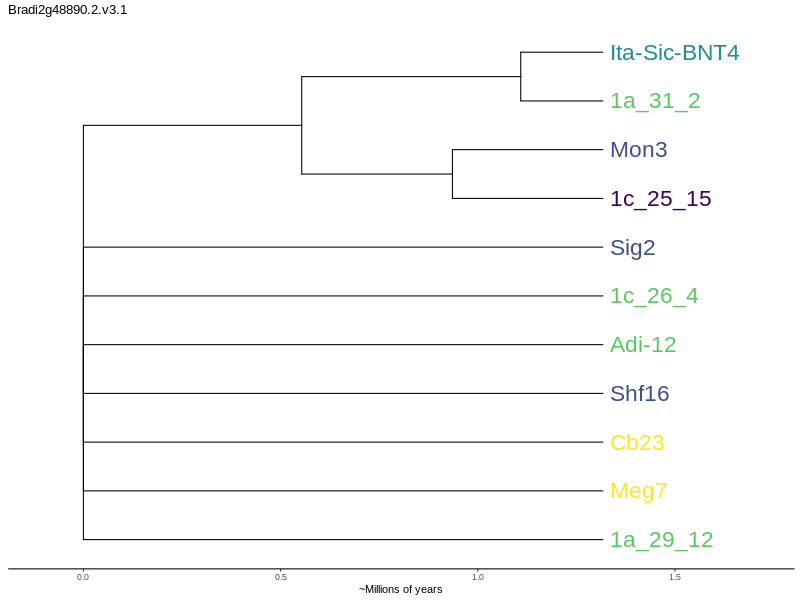 Bradi2g48890.2.v3.1
Ita-Sic-BNT4
1a_31_2
Mon3
1c_25_15
Sig2
1c_26_4
Adi-12
Shf16
Cb23
Meg7
1a_29_12
0.0 0.5 1.0 1.5
~Millions of years